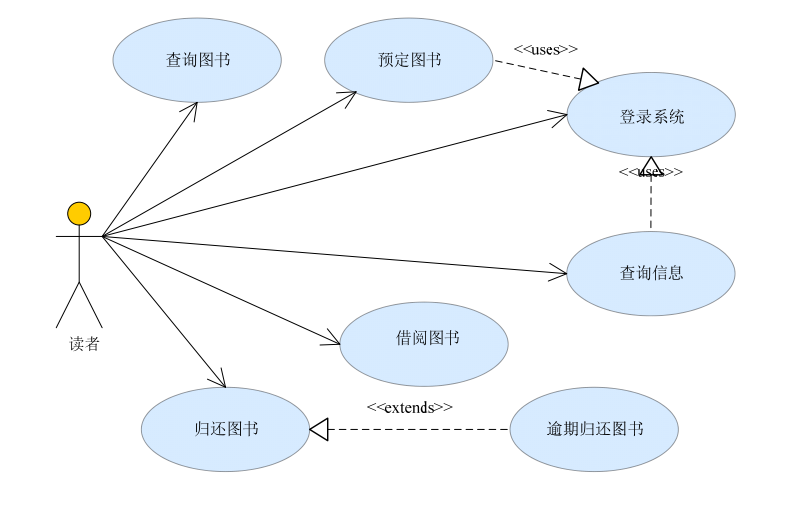 查询图书
预定图书
<<uses>>
登录系统
<<uses>>
查询信息
读者
借阅图书
归还图书
<<extends>>
逾期归还图书